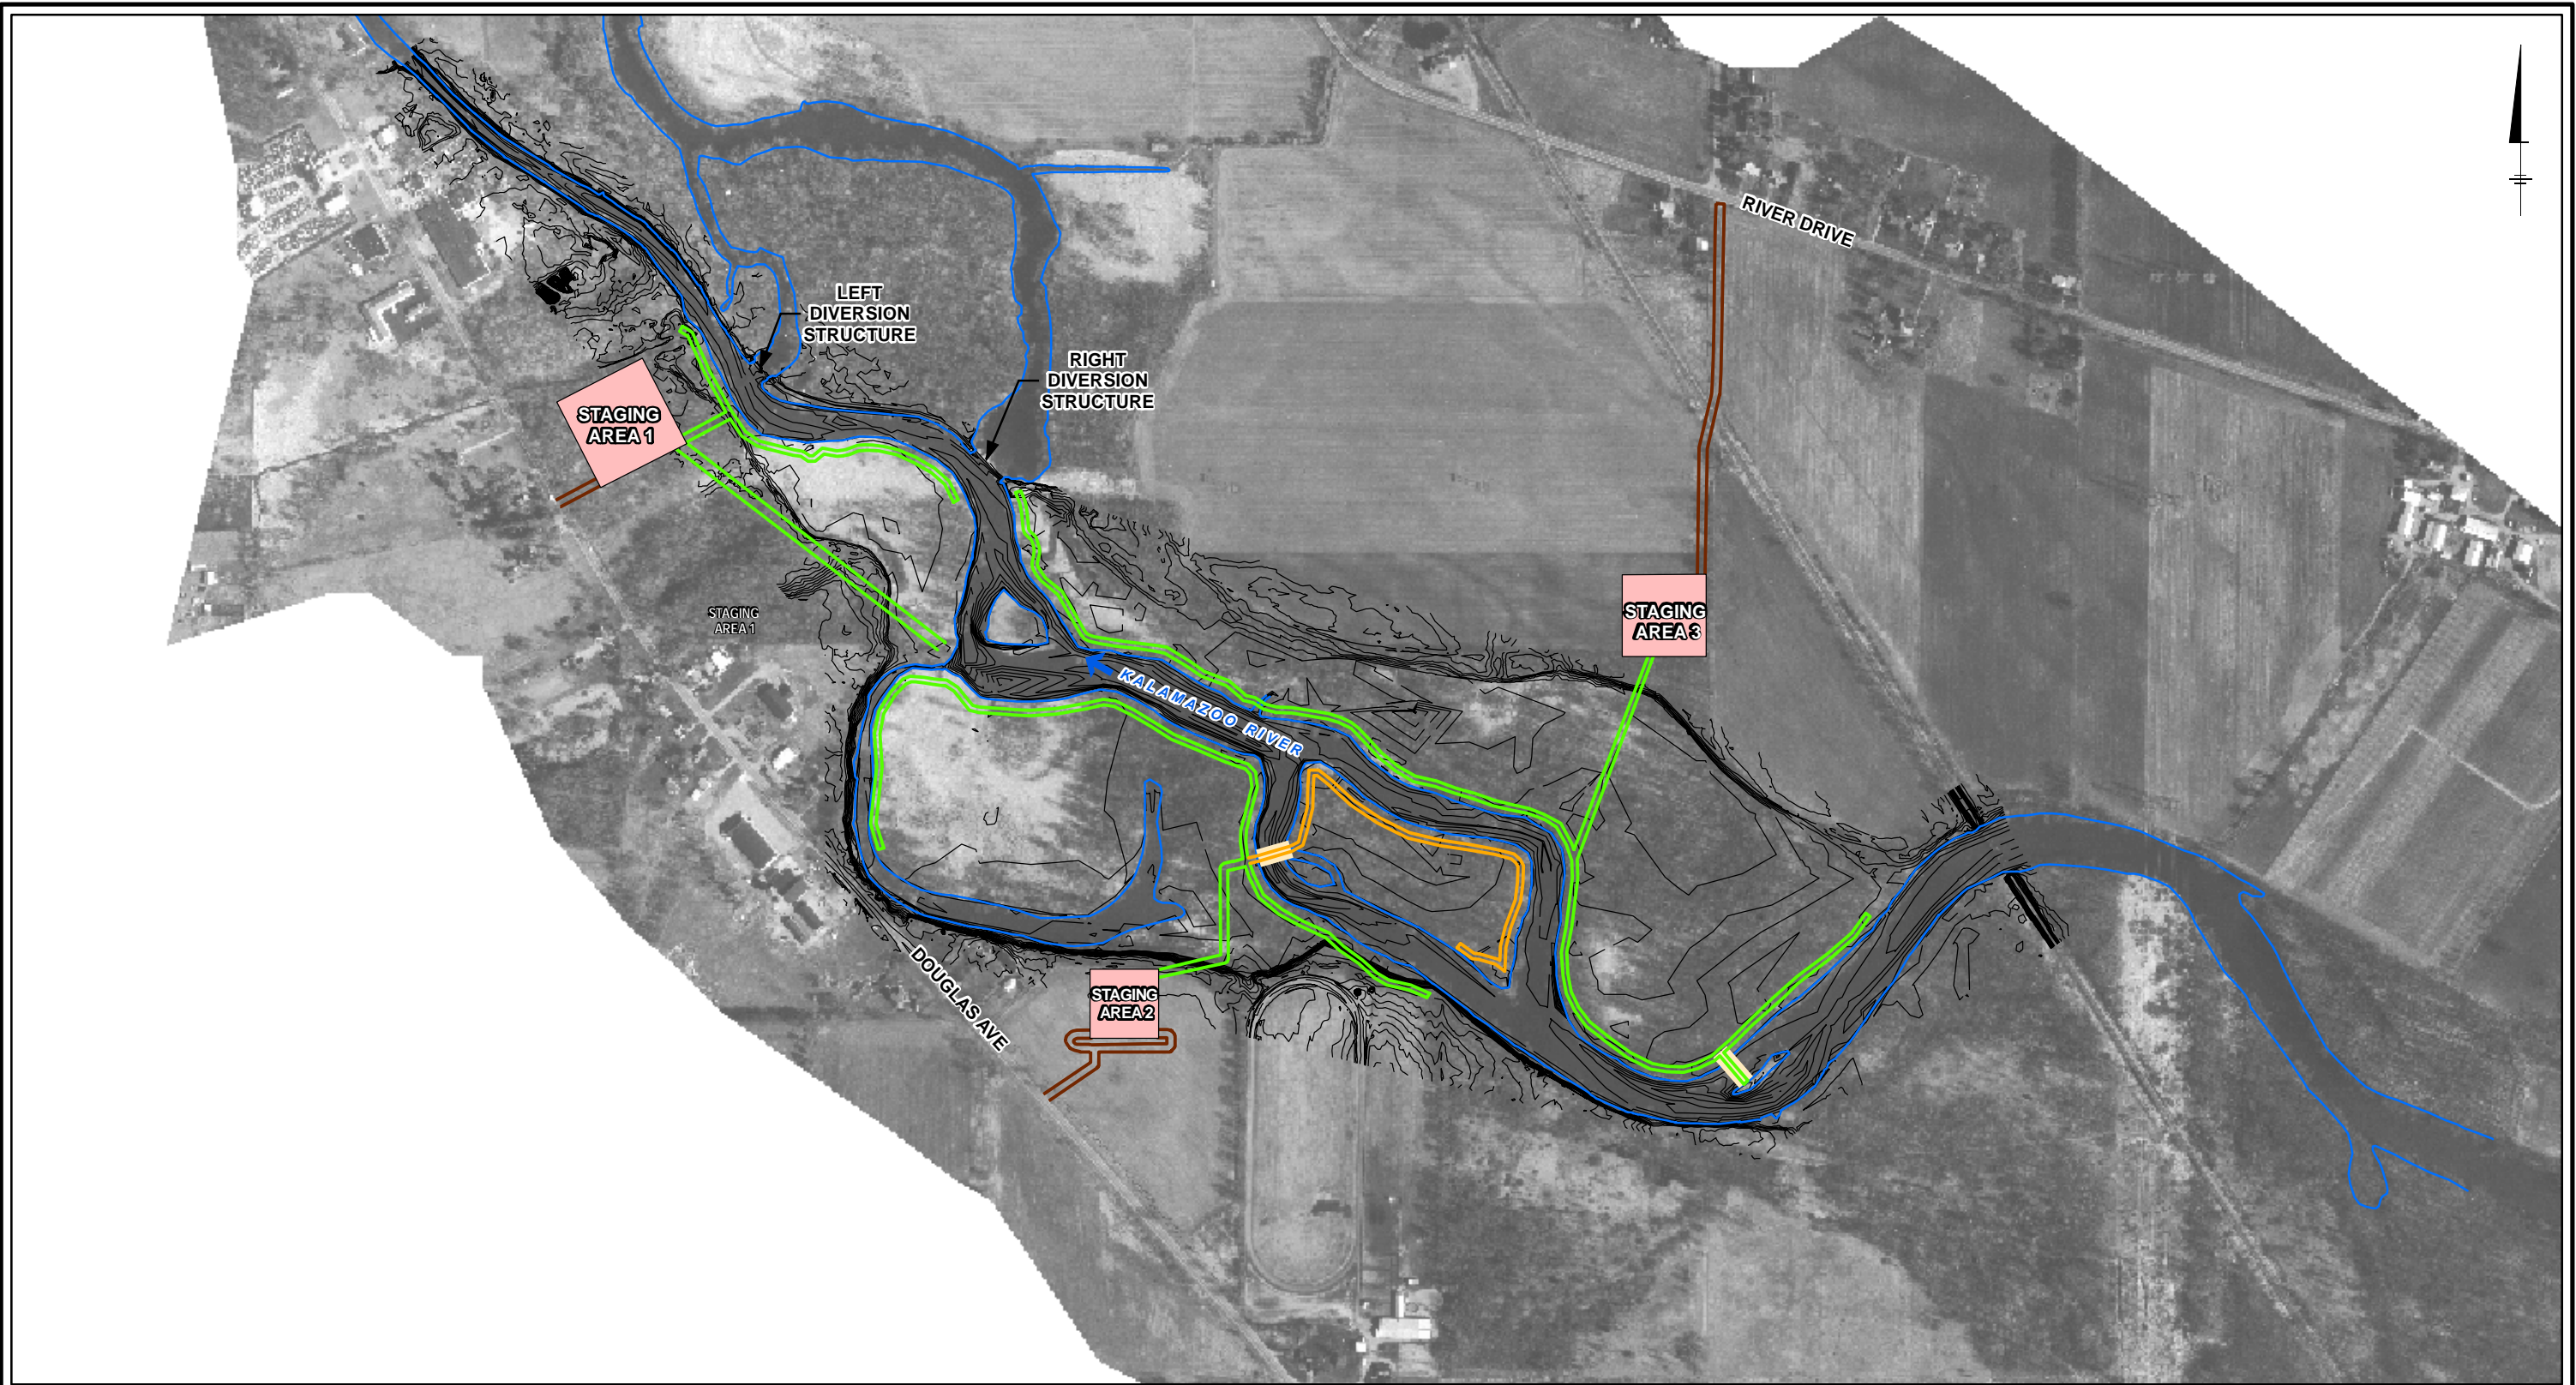 RIVER DRIVE
LEFT
DIVERSION
STRUCTURE
RIGHT
DIVERSION
STRUCTURE
STAGING
AREA 1
STAGING
AREA 1
STAGING
AREA 3
KALAMAZOO RIVER
DOUGLAS AVE
STAGING
AREA 2